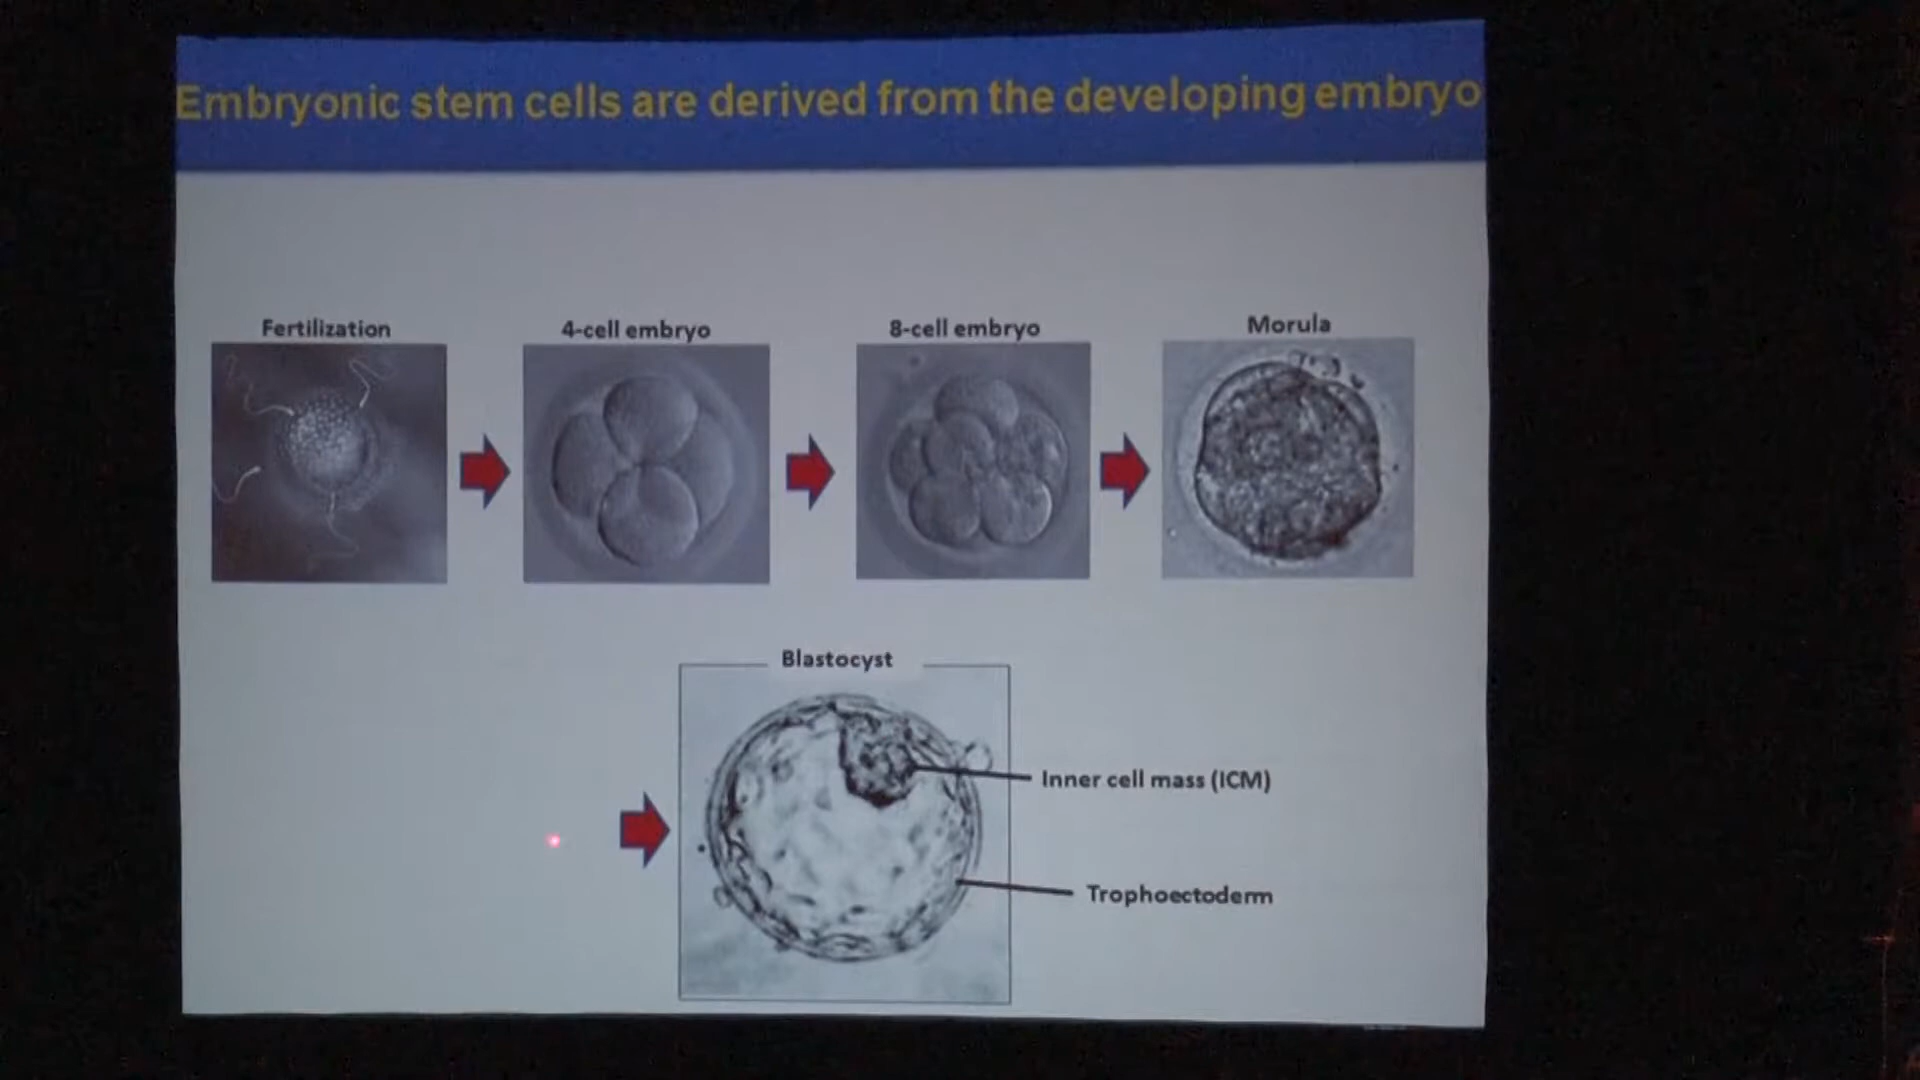 Embryonic stem cells are derived from the developing embryo
Fertilization
4-cell embryo
8-cell embryo
Morula
Blastocyst
Inner cell mass (ICM)
Trophoectoderm